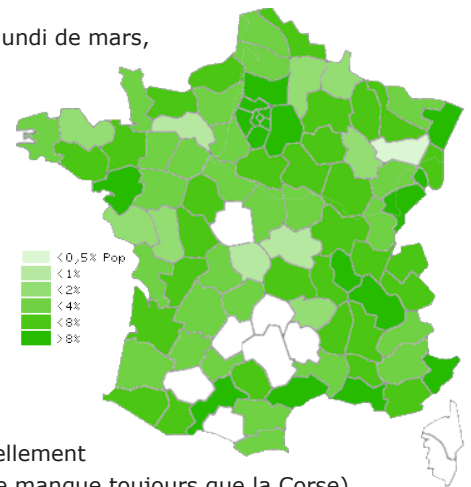 undi de mars,
<0,5% Pop
<1%
<2%
<4%
<8%
>8%
ellement
manque toujours que la Corse)